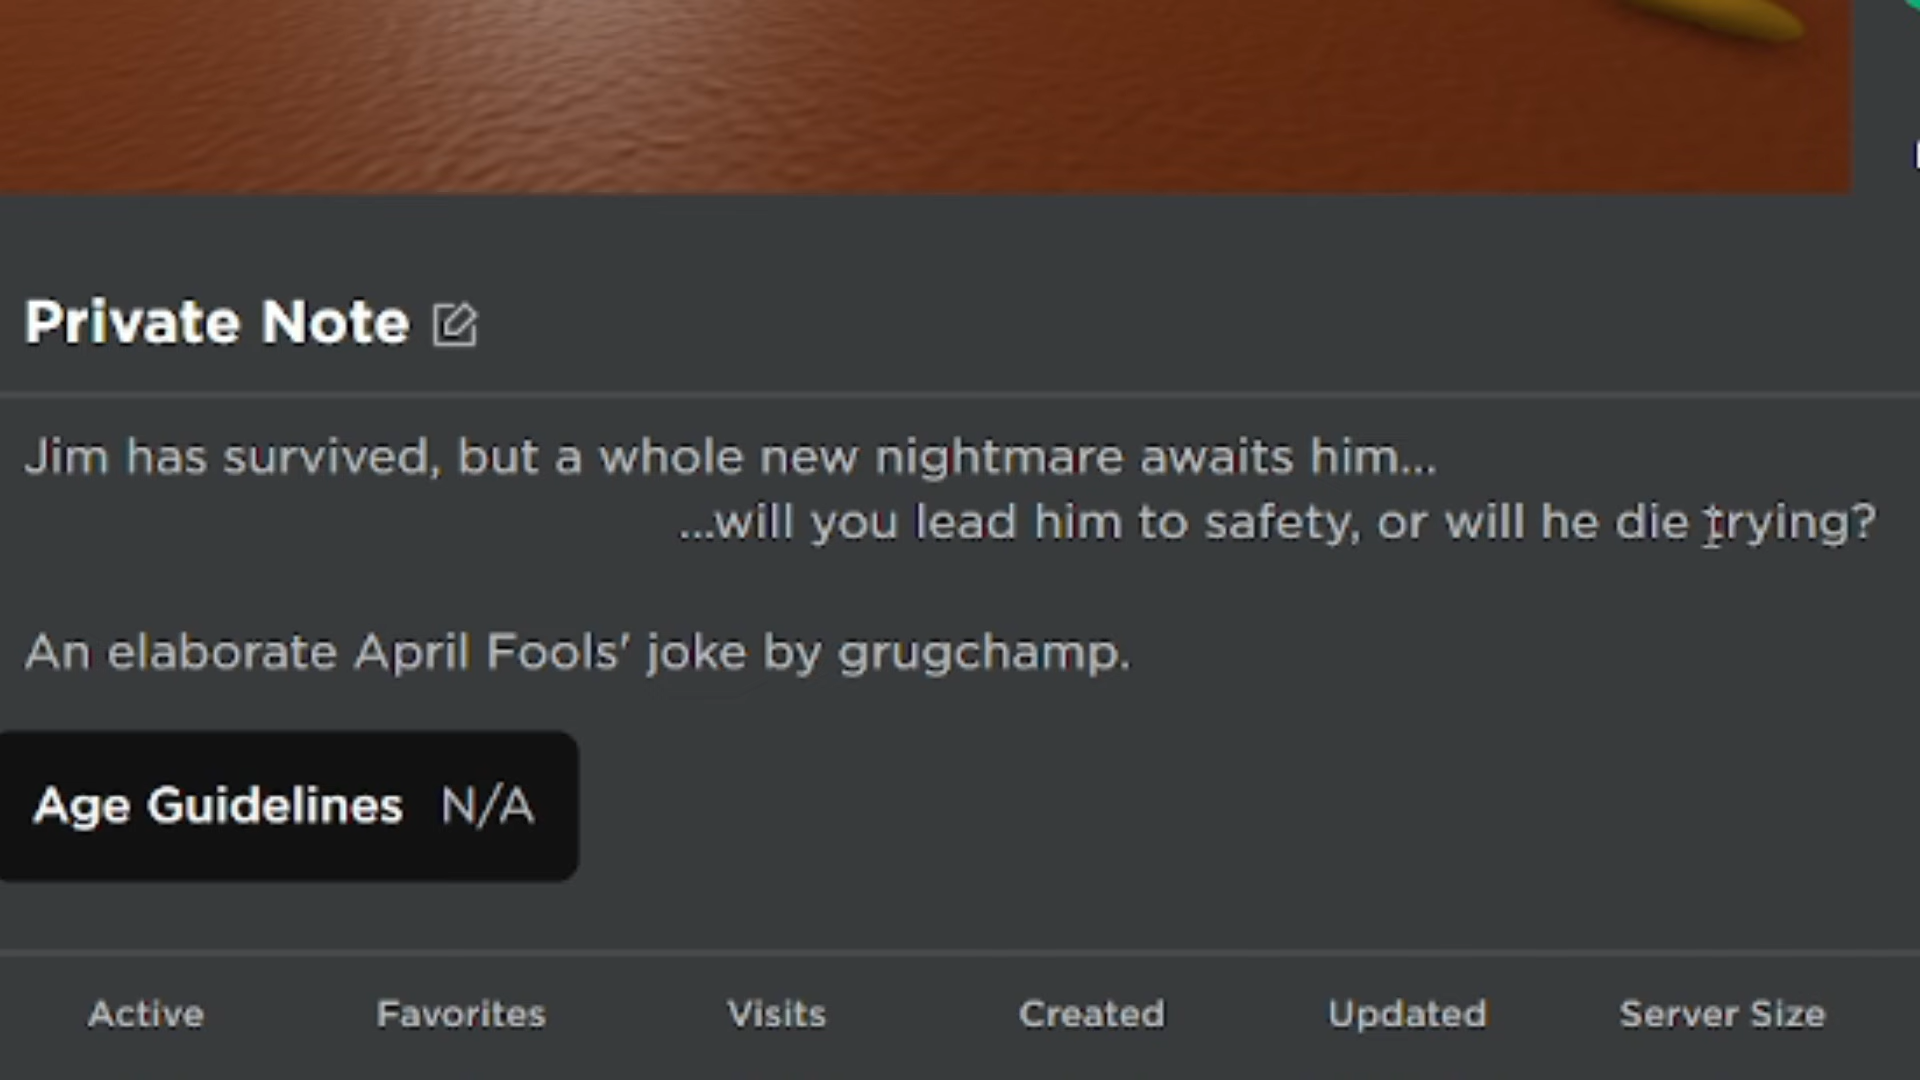 Private Note
Jim has survived, but a whole new nightmare awaits him...
...will you lead him to safety, or will he die trying?
An elaborate April Fools' joke by grugchamp.
Age Guidelines N/A
Active Favorites Visits Created Updated Server Size